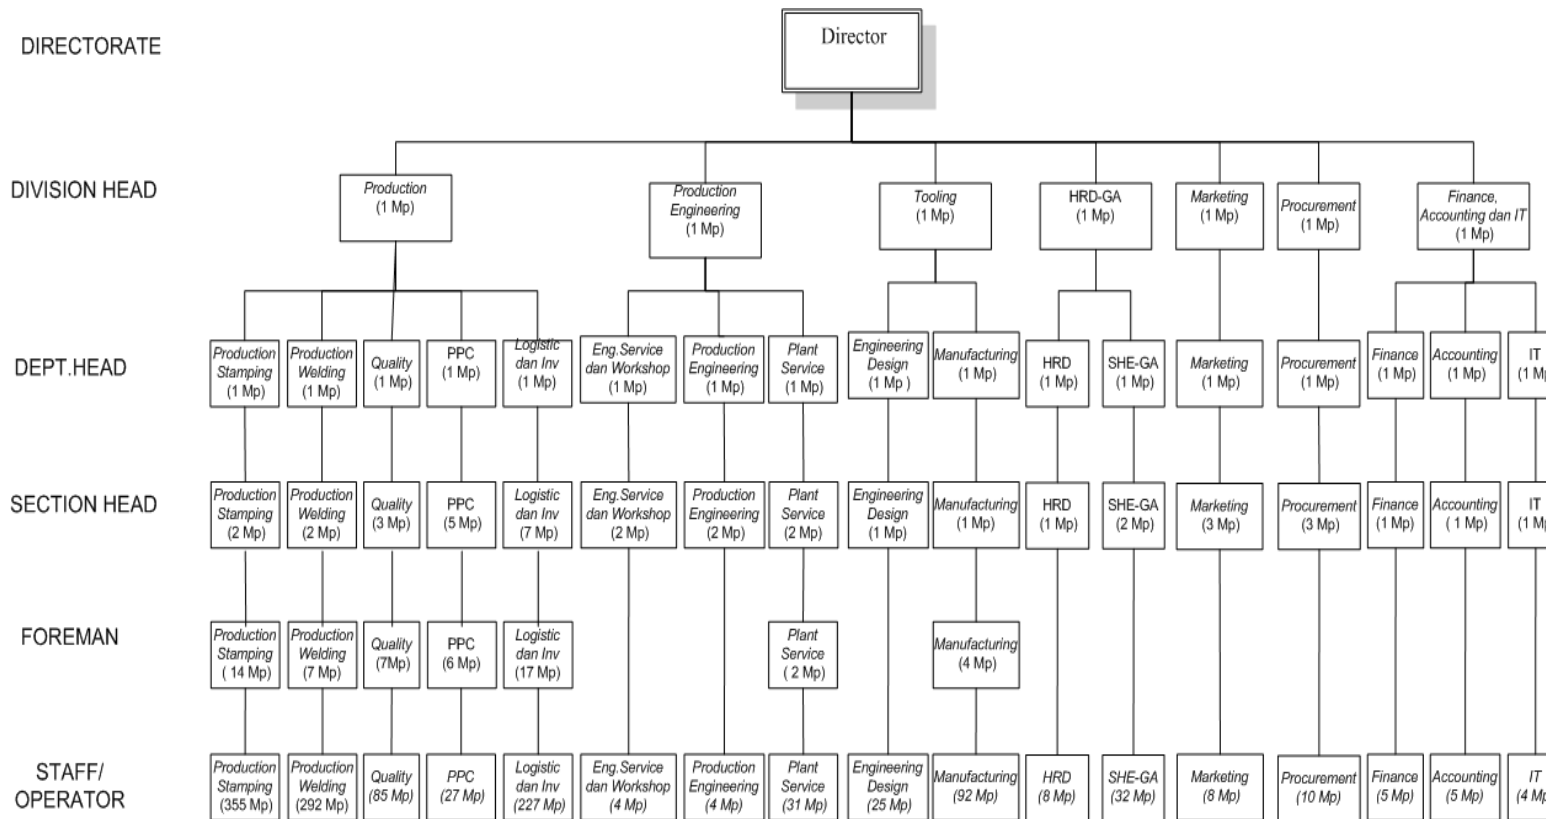 DIRECTORATE
Director
DIVISION HEAD
Production
(1 Mp)
Production
Engineering
(1 Mp)
Tooling
(1 Mp)
HRD-GA
(1 Mp)
Marketing
(1 Mp)
Procurement
(1 Mp)
Finance,
Accounting dan IT
(1 Mp)
DEPT.HEAD
Production
Stamping
(1 Mp)
Production
Welding
(1 Mp)
Quality
(1 Mp)
PPC
(1 Mp)
Logistic
dan Inv
(1 Mp)
Eng.Service
dan Workshop
(1 Mp)
Production
Engineering
(1 Mp)
Plant
Service
(1 Mp)
Engineering
Design
(1 Mp )
Manufacturing
(1 Mp)
HRD
(1 Mp)
SHE-GA
(1 Mp)
Marketing
(1 Mp)
Procurement
(1 Mp)
Finance
(1 Mp)
Accounting
(1 Mp)
IT
(1 Mp
SECTION HEAD
Production
Stamping
(2 Mp)
Production
Welding
(2 Mp)
Quality
(3 Mp)
PPC
(5 Mp)
Logistic
dan Inv
(7 Mp)
Eng.Service
dan Workshop
(2 Mp)
Production
Engineering
(2 Mp)
Plant
Service
(2 Mp)
Engineering
Design
(1 Mp)
Manufacturing
(1 Mp)
HRD
(1 Mp)
SHE-GA
(2 Mp)
Marketing
(3 Mp)
Procurement
(3 Mp)
Finance
(1 Mp)
Accounting
( 1 Mp)
IT
(1 Mp
FOREMAN
Production
Stamping
( 14 Mp)
Production
Welding
(7 Mp)
Quality
(7Mp)
PPC
(6 Mp)
Logistic
dan Inv
(17 Mp)
Plant
Service
( 2 Mp)
Manufacturing
(4 Mp)
STAFF/
OPERATOR
Production
Stamping
(355 Mp)
Production
Welding
(292 Mp)
Quality
(85 Mp)
PPC
(27 Mp)
Logistic
dan Inv
(227 Mp)
Eng.Service
dan Workshop
(4 Mp)
Production
Engineering
(4 Mp)
Plant
Service
(31 Mp)
Engineering
Design
(25 Mp)
Manufacturing
(92 Mp)
HRD
(8 Mp)
SHE-GA
(32 Mp)
Marketing
(8 Mp)
Procurement
(10 Mp)
Finance
(5 Mp)
Accounting
(5 Mp)
IT
(4 Mp